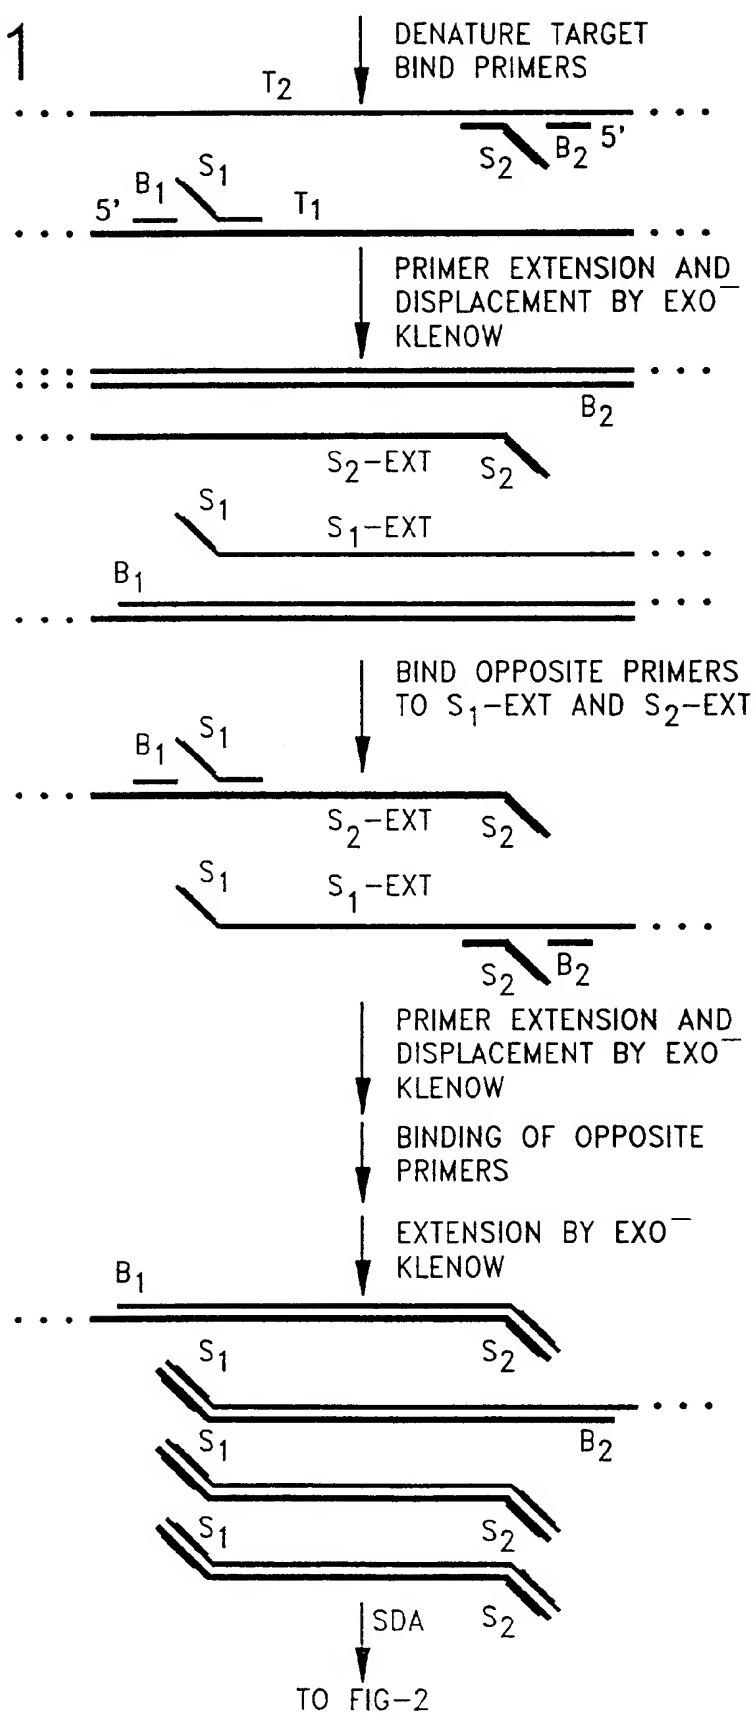 1
DENATURE TARGET
BIND PRIMERS
T2
S2 B2 5'
B1 S1
5' T1
PRIMER EXTENSION AND
DISPLACEMENT BY EXO‾
KLENOW
B2
S2-EXT S2
S1 S1-EXT
B1
BIND OPPOSITE PRIMERS
TO S1-EXT AND S2-EXT
B1 S1
S2-EXT S2
S1 S1-EXT
S2 B2
PRIMER EXTENSION AND
DISPLACEMENT BY EXO‾
KLENOW
BINDING OF OPPOSITE
PRIMERS
EXTENSION BY EXO‾
KLENOW
B1
S1 S2
S1 B2
S1 S2
S2
SDA
TO FIG-2